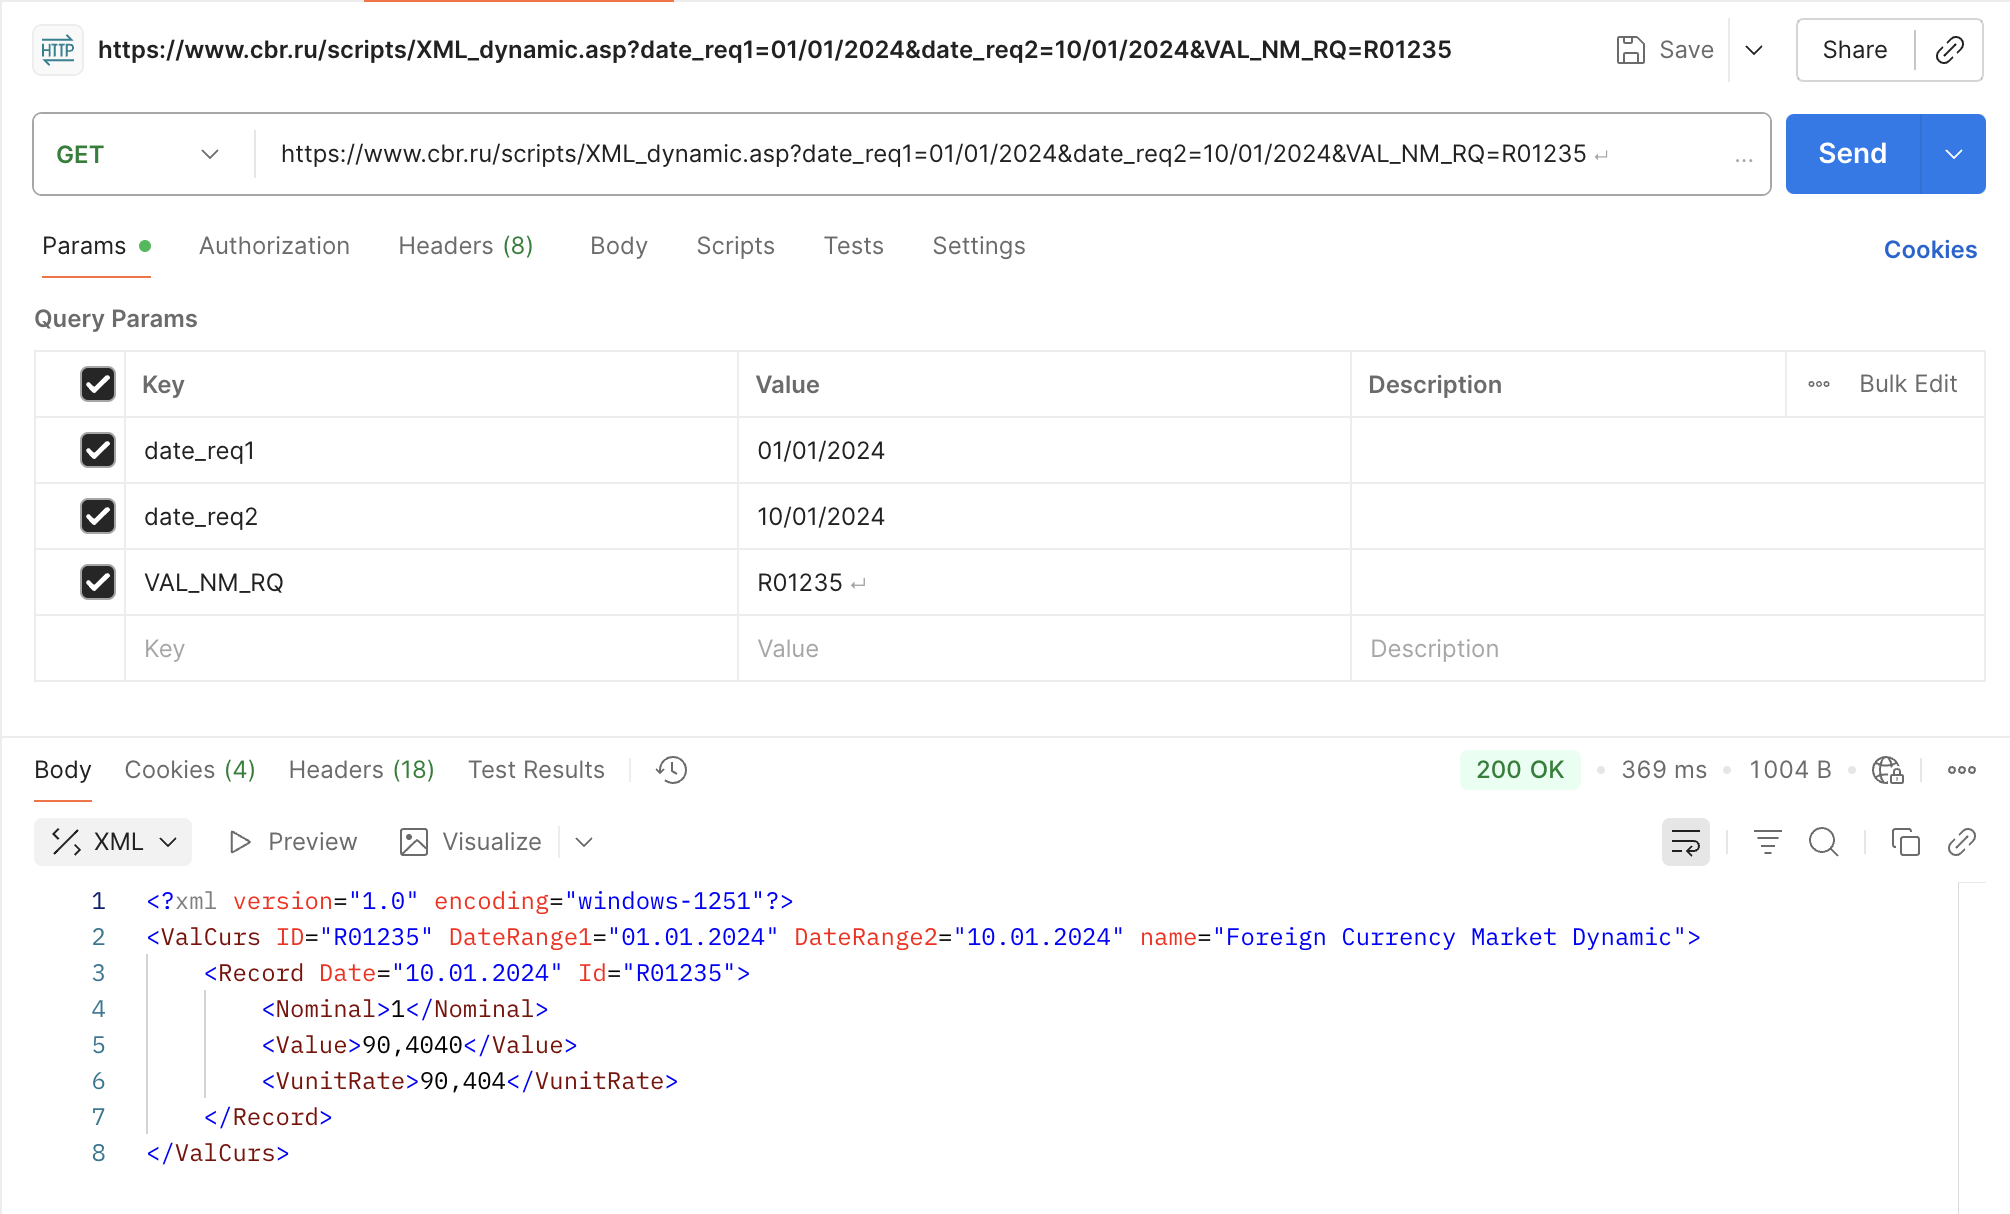 HTTP https://www.cbr.ru/scripts/XML_dynamic.asp?date_req1=01/01/2024&date_req2=10/01/2024&VAL_NM_RQ=R01235 Save Share
GET https://www.cbr.ru/scripts/XML_dynamic.asp?date_req1=01/01/2024&date_req2=10/01/2024&VAL_NM_RQ=R01235 ↵ ... Send
Params Authorization Headers (8) Body Scripts Tests Settings Cookies
Query Params
Key Value Description Bulk Edit
date_req1 01/01/2024
date_req2 10/01/2024
VAL_NM_RQ R01235 ↵
Key Value Description
Body Cookies (4) Headers (18) Test Results 200 OK 369 ms 1004 B
XML Preview Visualize
1 <?xml version="1.0" encoding="windows-1251"?>
2 <ValCurs ID="R01235" DateRange1="01.01.2024" DateRange2="10.01.2024" name="Foreign Currency Market Dynamic">
3 <Record Date="10.01.2024" Id="R01235">
4 <Nominal>1</Nominal>
5 <Value>90,4040</Value>
6 <VunitRate>90,404</VunitRate>
7 </Record>
8 </ValCurs>